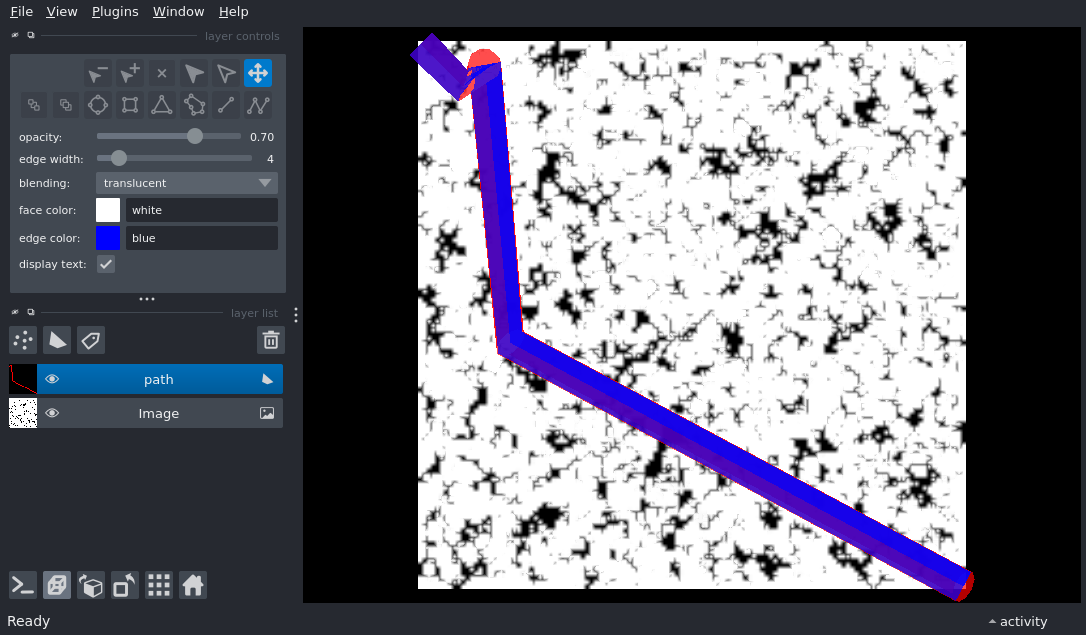 File View Plugins Window Help
layer controls
opacity: 0.70
edge width: 4
blending: translucent
face color: white
edge color: blue
display text:
layer list
path
Image
Ready activity